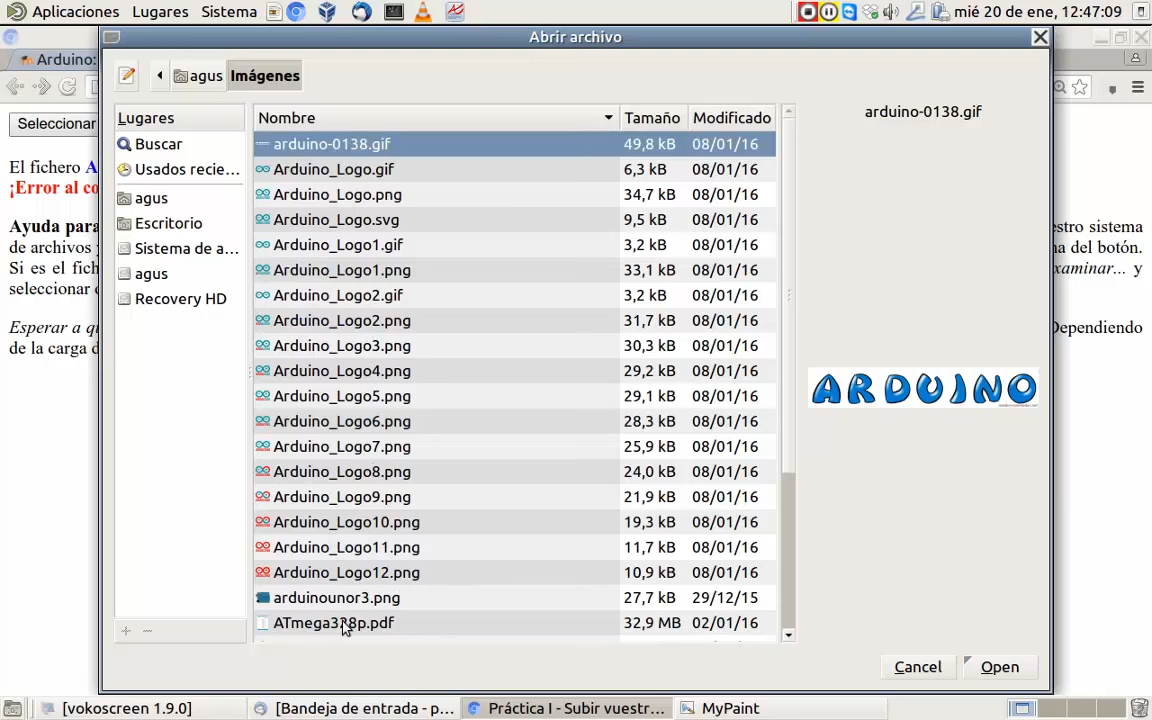 Aplicaciones Lugares Sistema mié 20 de ene, 12:47:09
Abrir archivo
Arduino:
agus Imágenes
Seleccionar
El fichero
¡Error al co
Ayuda para
de archivos y
Si es el fich
seleccionar
Esperar a qu
de la carga d
Lugares
Buscar
Usados recie...
agus
Escritorio
Sistema de a...
agus
Recovery HD
Nombre Tamaño Modificado
arduino-0138.gif 49,8 kB 08/01/16
Arduino_Logo.gif 6,3 kB 08/01/16
Arduino_Logo.png 34,7 kB 08/01/16
Arduino_Logo.svg 9,5 kB 08/01/16
Arduino_Logo1.gif 3,2 kB 08/01/16
Arduino_Logo1.png 33,1 kB 08/01/16
Arduino_Logo2.gif 3,2 kB 08/01/16
Arduino_Logo2.png 31,7 kB 08/01/16
Arduino_Logo3.png 30,3 kB 08/01/16
Arduino_Logo4.png 29,2 kB 08/01/16
Arduino_Logo5.png 29,1 kB 08/01/16
Arduino_Logo6.png 28,3 kB 08/01/16
Arduino_Logo7.png 25,9 kB 08/01/16
Arduino_Logo8.png 24,0 kB 08/01/16
Arduino_Logo9.png 21,9 kB 08/01/16
Arduino_Logo10.png 19,3 kB 08/01/16
Arduino_Logo11.png 11,7 kB 08/01/16
Arduino_Logo12.png 10,9 kB 08/01/16
arduinounor3.png 27,7 kB 29/12/15
ATmega328p.pdf 32,9 MB 02/01/16
arduino-0138.gif
ARDUINO
estro sistema
na del botón.
xaminar... y
Dependiendo
Cancel Open
[vokoscreen 1.9.0] [Bandeja de entrada - p... Práctica I - Subir vuestr... MyPaint